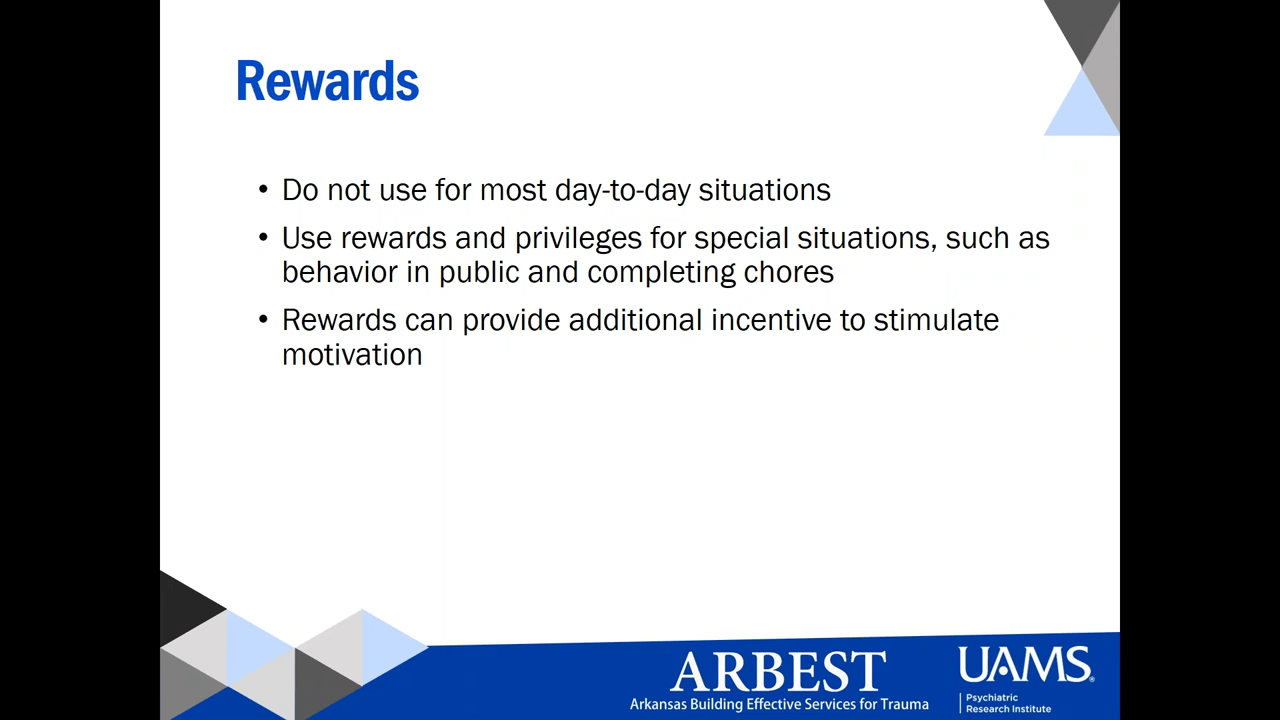 Rewards
• Do not use for most day-to-day situations
• Use rewards and privileges for special situations, such as
behavior in public and completing chores
• Rewards can provide additional incentive to stimulate
motivation
ARBEST
Arkansas Building Effective Services for Trauma
UAMS®
Psychiatric
Research Institute